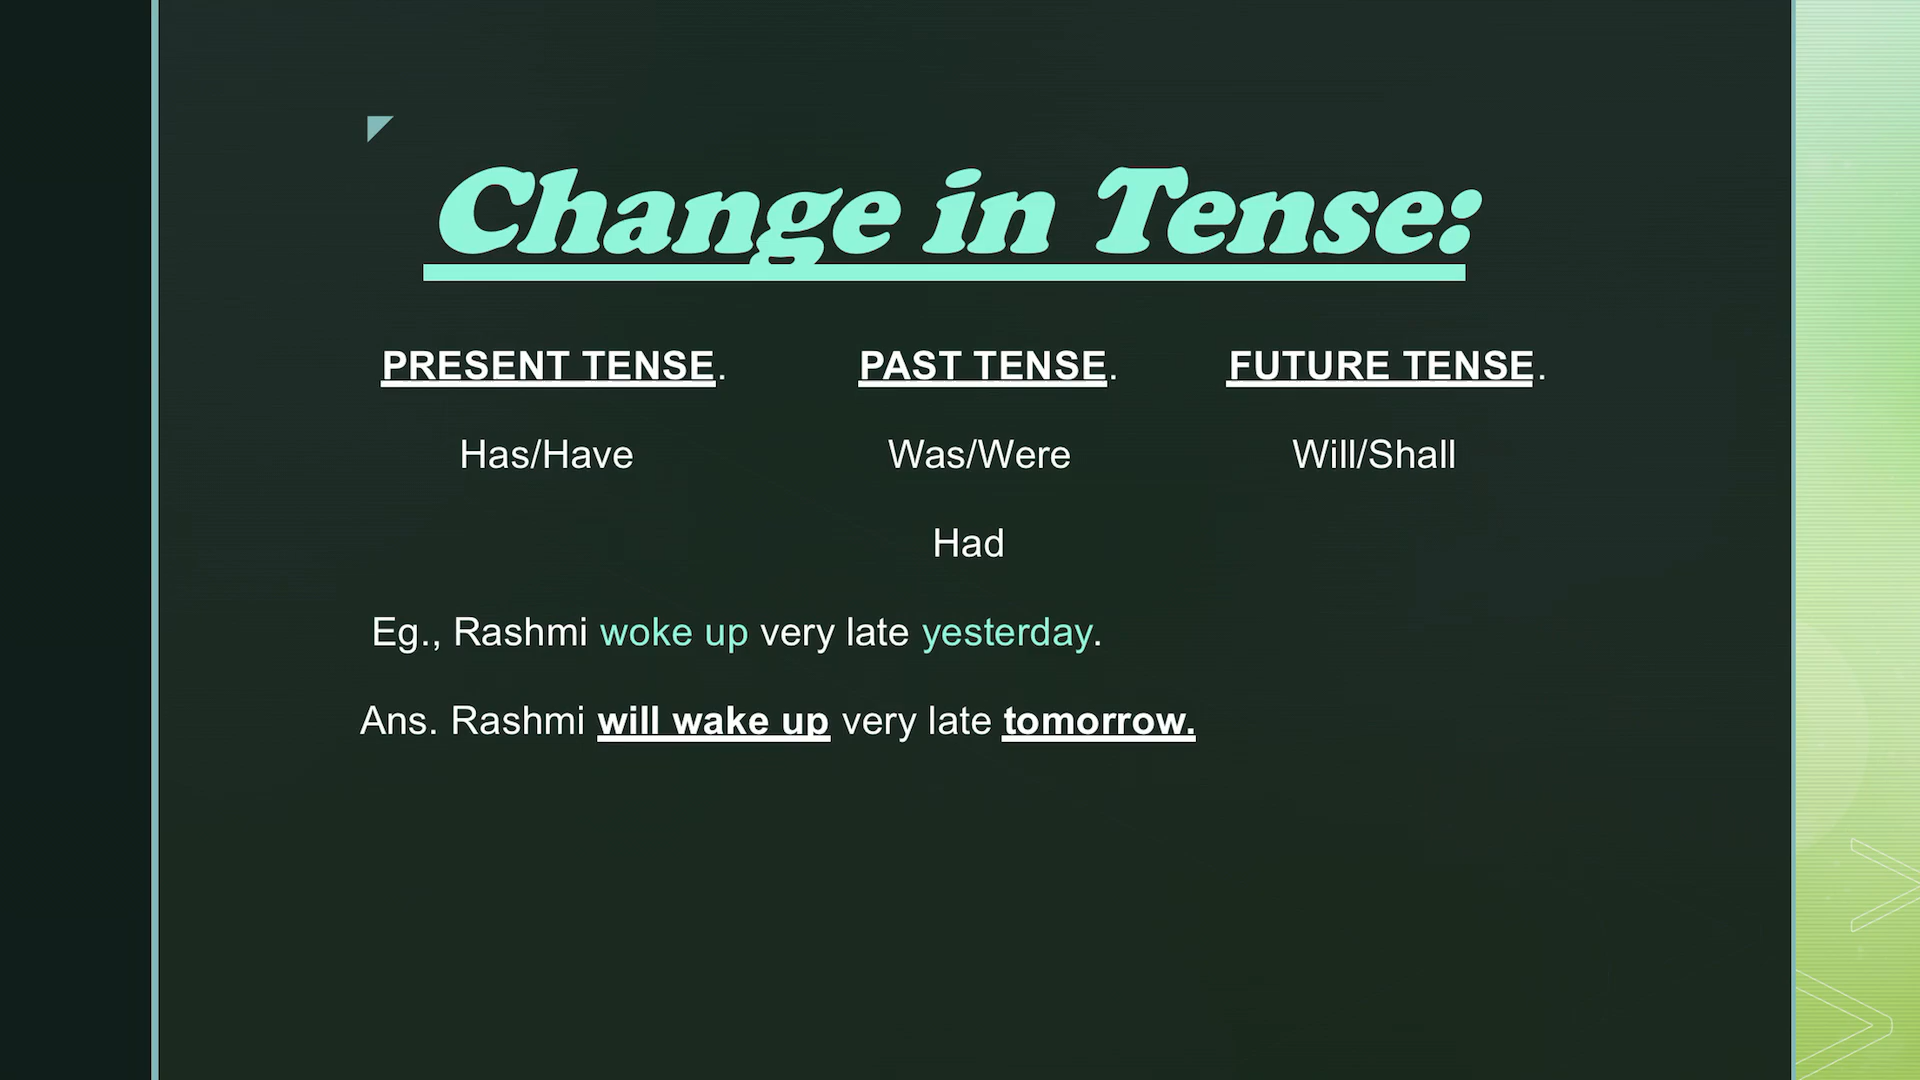 Change in Tense:
PRESENT TENSE. PAST TENSE. FUTURE TENSE.
Has/Have Was/Were Will/Shall
Had
Eg., Rashmi woke up very late yesterday.
Ans. Rashmi will wake up very late tomorrow.